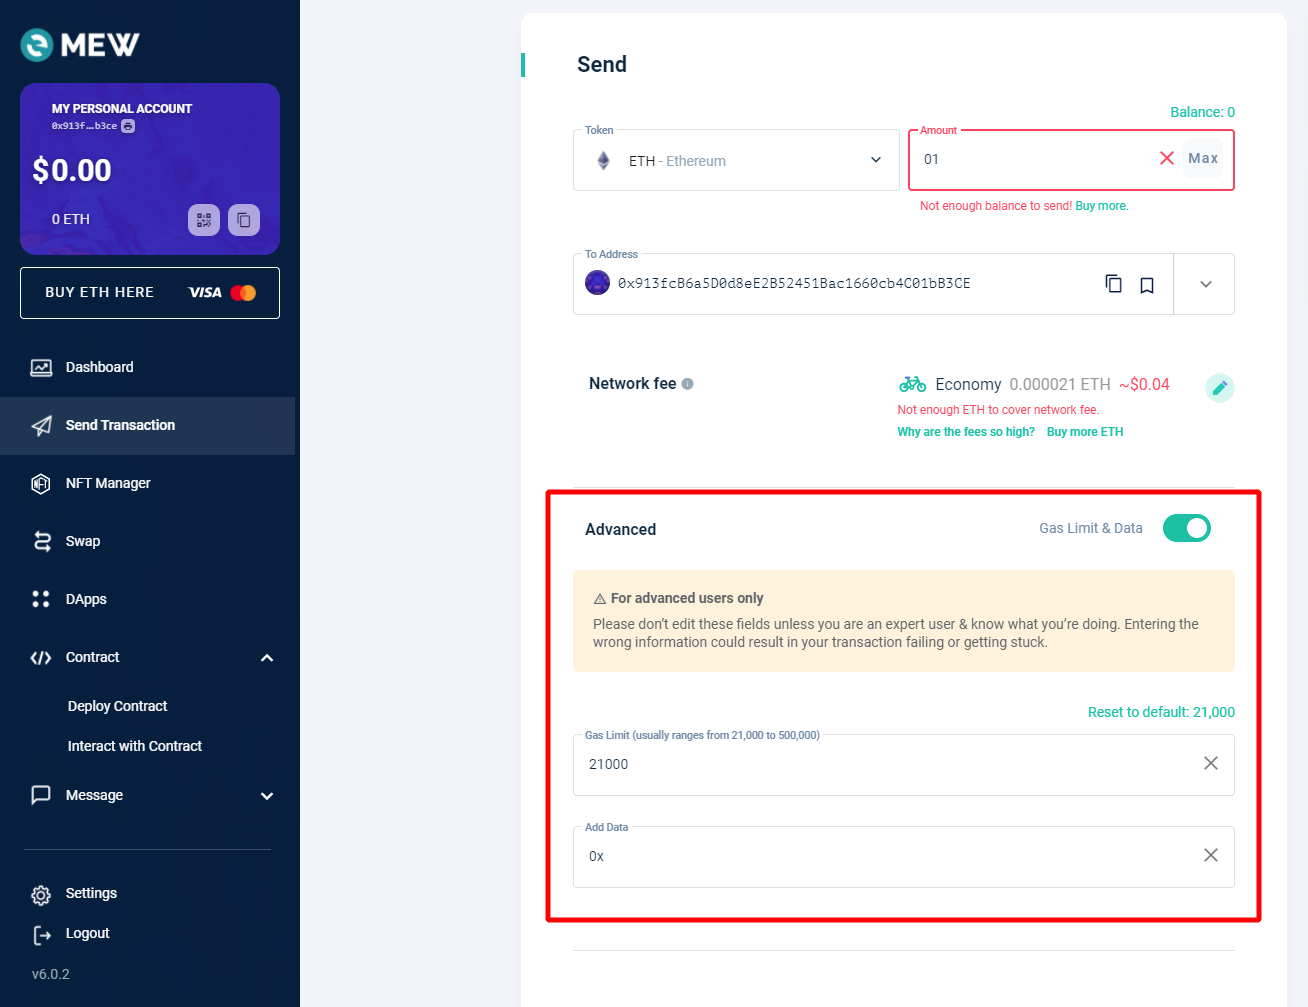 MEW
MY PERSONAL ACCOUNT
0x913f...b3ce
$0.00
0 ETH
BUY ETH HERE VISA
Dashboard
Send Transaction
NFT Manager
Swap
DApps
Contract
Deploy Contract
Interact with Contract
Message
Settings
Logout
v6.0.2
Send
Balance: 0
Token
ETH - Ethereum
Amount
01
Max
Not enough balance to send! Buy more.
To Address
0x913fcB6a5D0d8eE2B52451Bac1660cb4C01bB3CE
Network fee
Economy 0.000021 ETH ~$0.04
Not enough ETH to cover network fee.
Why are the fees so high? Buy more ETH
Advanced
Gas Limit & Data
For advanced users only
Please don’t edit these fields unless you are an expert user & know what you’re doing. Entering the
wrong information could result in your transaction failing or getting stuck.
Reset to default: 21,000
Gas Limit (usually ranges from 21,000 to 500,000)
21000
Add Data
0x